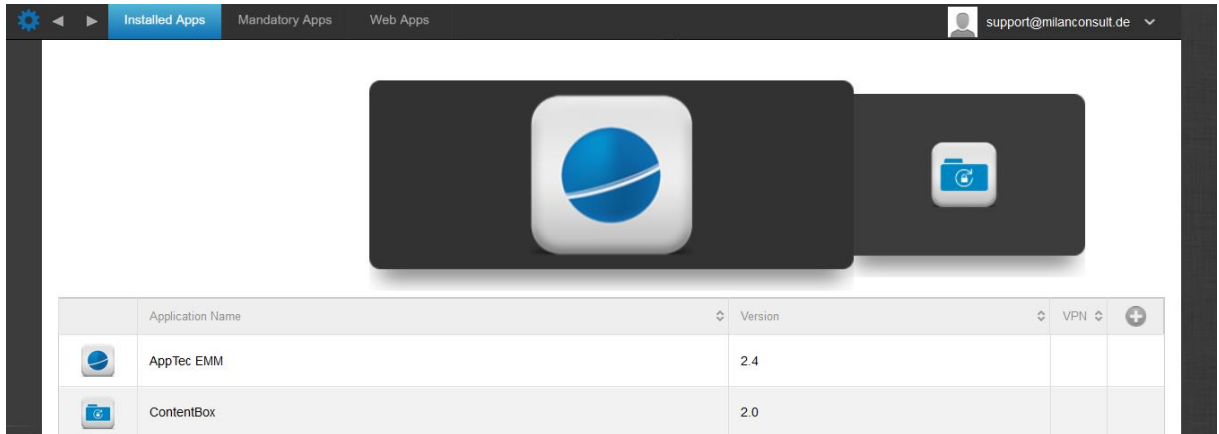 Installed Apps Mandatory Apps Web Apps support@milanconsult.de
Application Name Version VPN
AppTec EMM 2.4
ContentBox 2.0